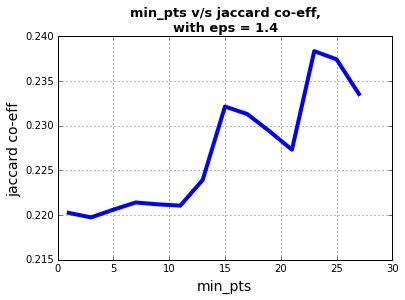 min_pts v/s jaccard co-eff,
with eps = 1.4
0.240
0.235
0.230
0.225
0.220
0.215
jaccard co-eff
0 5 10 15 20 25 30
min_pts